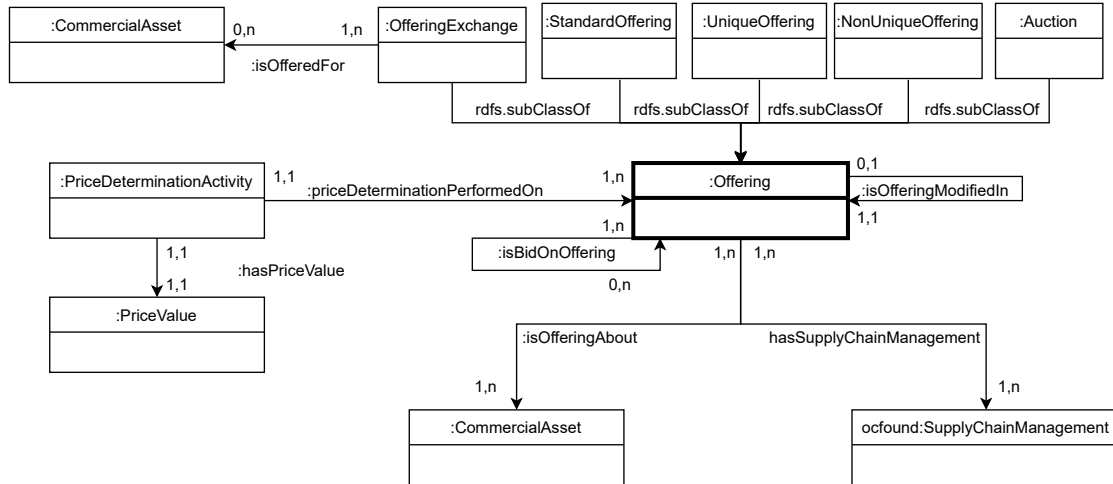 :CommercialAsset
0,n
1,n
:OfferingExchange
:StandardOffering
:UniqueOffering
:NonUniqueOffering
:Auction
:isOfferedFor
rdfs.subClassOf
rdfs.subClassOf
rdfs.subClassOf
rdfs.subClassOf
:PriceDeterminationActivity
1,1
:priceDeterminationPerformedOn
1,n
:Offering
0,1
:isOfferingModifiedIn
1,1
1,n
:isBidOnOffering
0,n
1,n
1,n
1,1
:hasPriceValue
1,1
:PriceValue
:isOfferingAbout
hasSupplyChainManagement
1,n
1,n
:CommercialAsset
ocfound:SupplyChainManagement